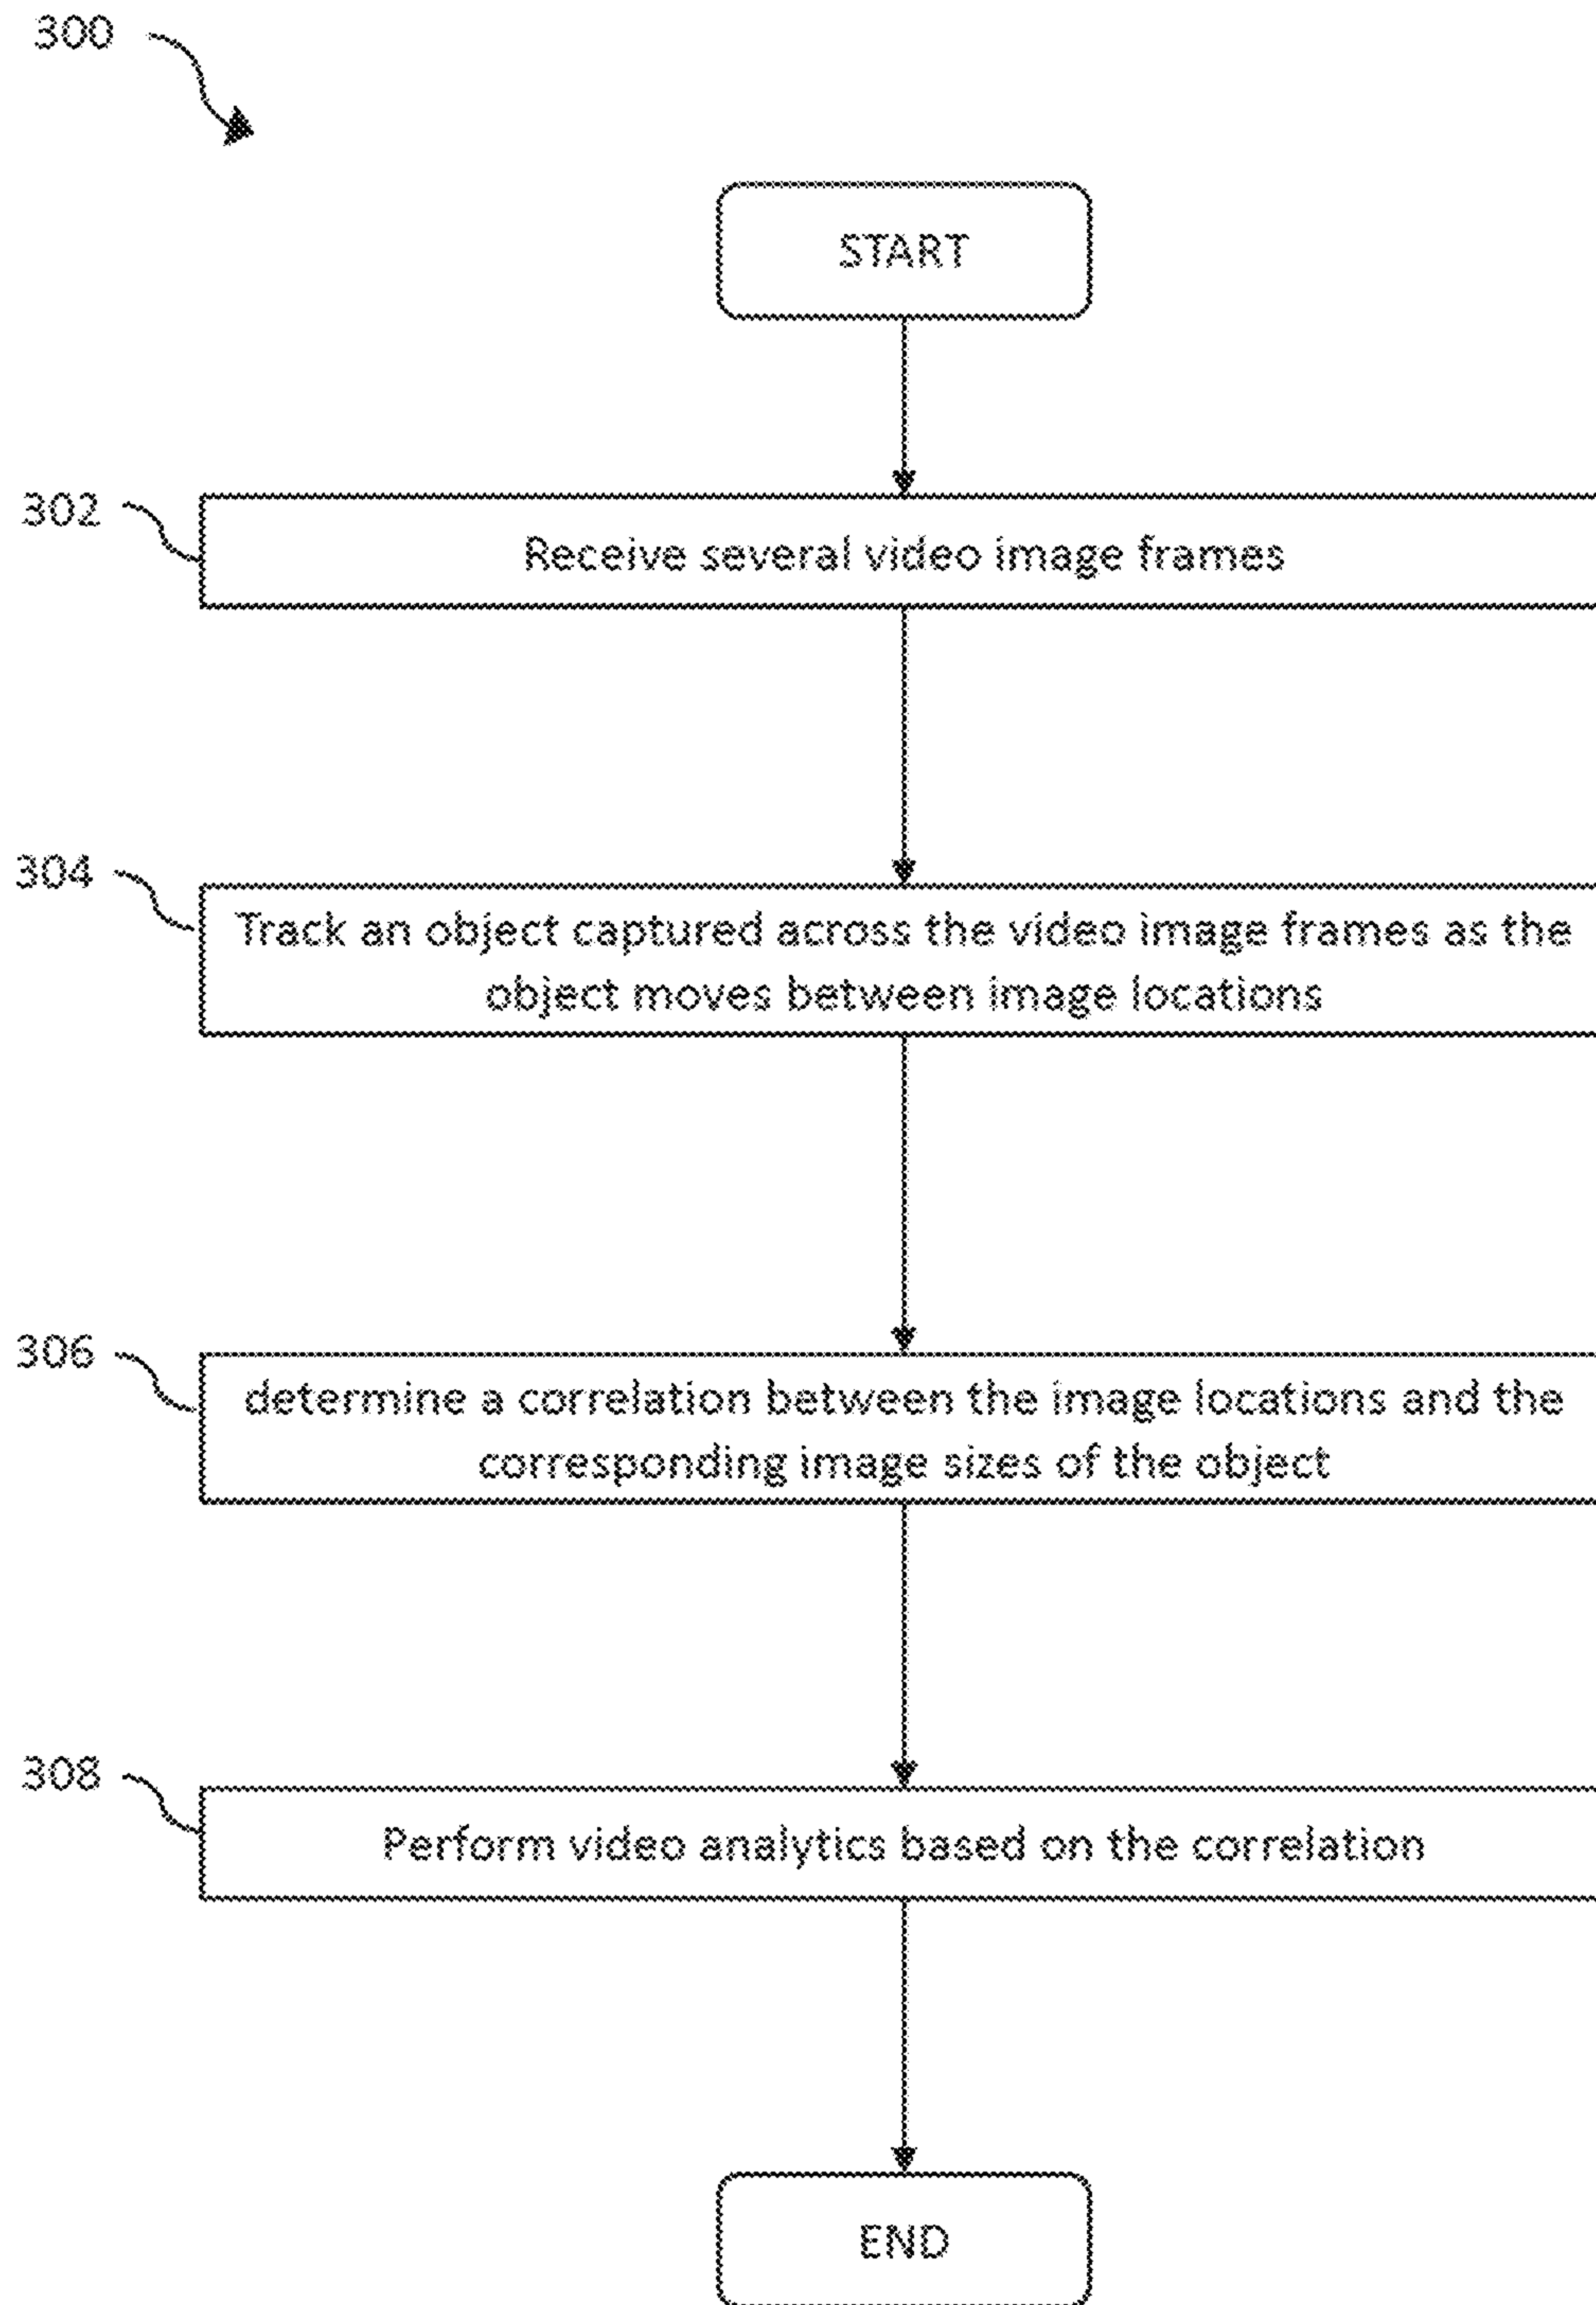 300
START
302
Receive several video image frames
304
Track an object captured across the video image frames as the
object moves between image locations
306
determine a correlation between the image locations and the
corresponding image sizes of the object
308
Perform video analytics based on the correlation
END